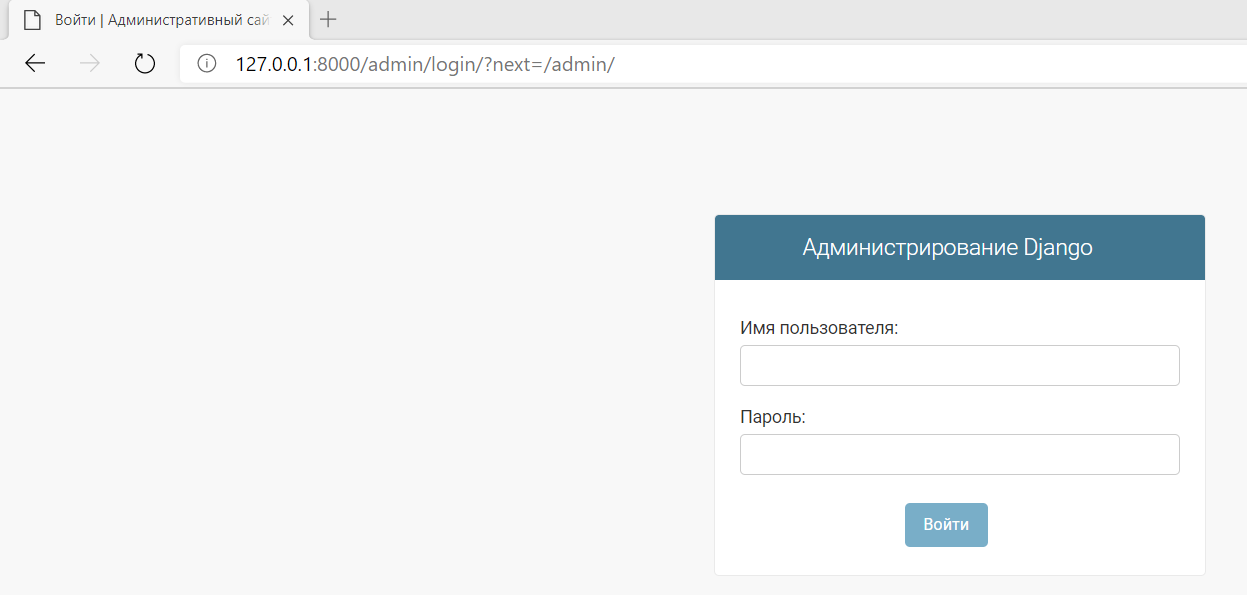 Войти | Административный сай
127.0.0.1:8000/admin/login/?next=/admin/
Администрирование Django
Имя пользователя:
Пароль:
Войти